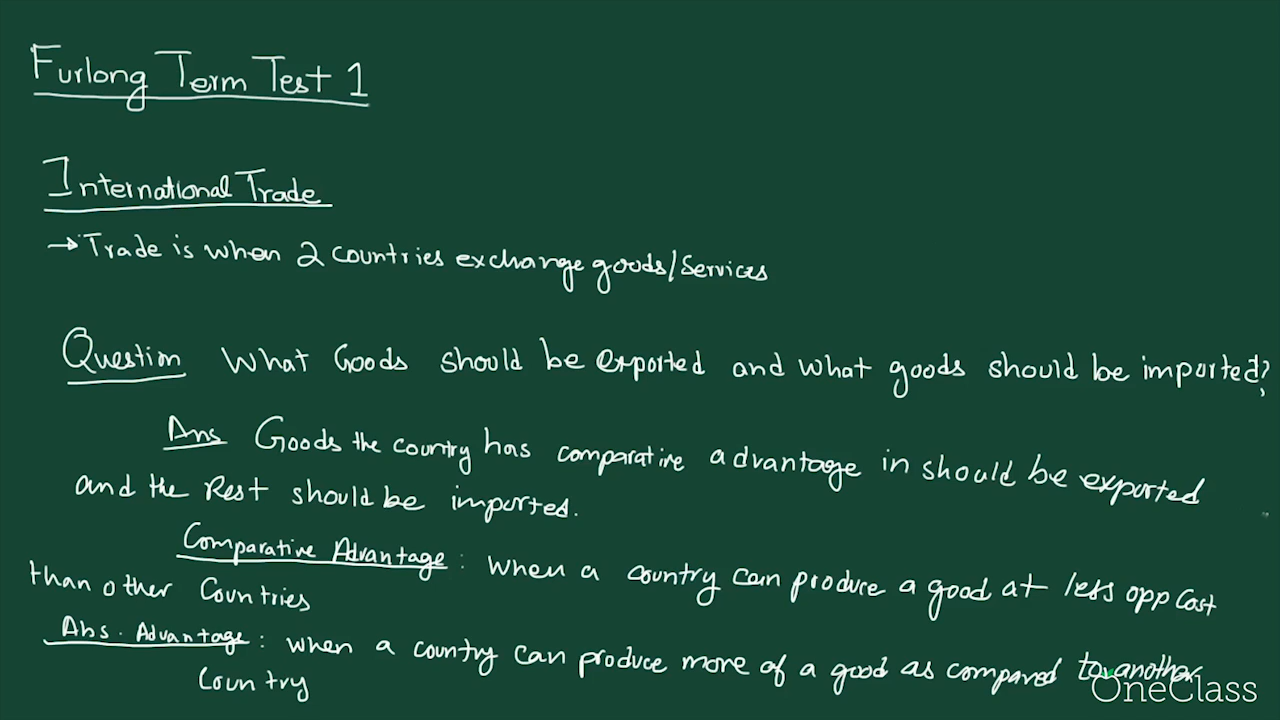 Furlong Term Test 1
International Trade
→ Trade is when 2 countries exchange goods/services
Question What Goods should be exported and what goods should be imported?
Ans Goods the country has comparative advantage in should be exported
and the Rest should be imported.
Comparative Advantage : when a country can produce a good at less opp cost
than other Countries
Abs. Advantage : when a country can produce more of a good as compared to another
Country
OneClass